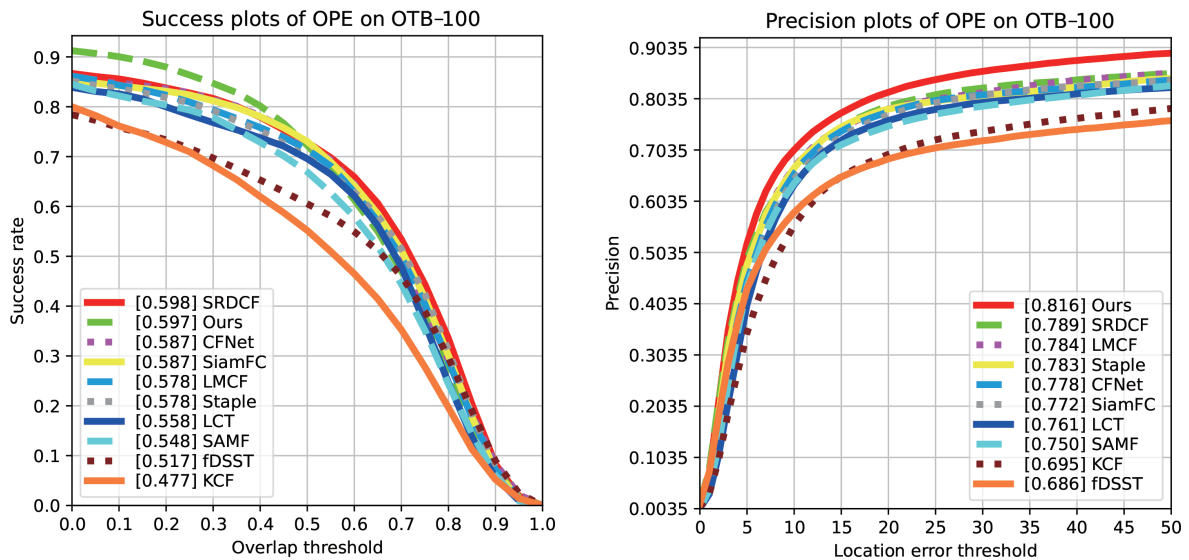 Success plots of OPE on OTB-100
Success rate
0.9
0.8
0.7
0.6
0.5
0.4
0.3
0.2
0.1
0.0
[0.598] SRDCF
[0.597] Ours
[0.587] CFNet
[0.587] SiamFC
[0.578] LMCF
[0.578] Staple
[0.558] LCT
[0.548] SAMF
[0.517] fDSST
[0.477] KCF
0.0 0.1 0.2 0.3 0.4 0.5 0.6 0.7 0.8 0.9 1.0
Overlap threshold
Precision plots of OPE on OTB-100
Precision
0.9035
0.8035
0.7035
0.6035
0.5035
0.4035
0.3035
0.2035
0.1035
0.0035
[0.816] Ours
[0.789] SRDCF
[0.784] LMCF
[0.783] Staple
[0.778] CFNet
[0.772] SiamFC
[0.761] LCT
[0.750] SAMF
[0.695] KCF
[0.686] fDSST
0 5 10 15 20 25 30 35 40 45 50
Location error threshold